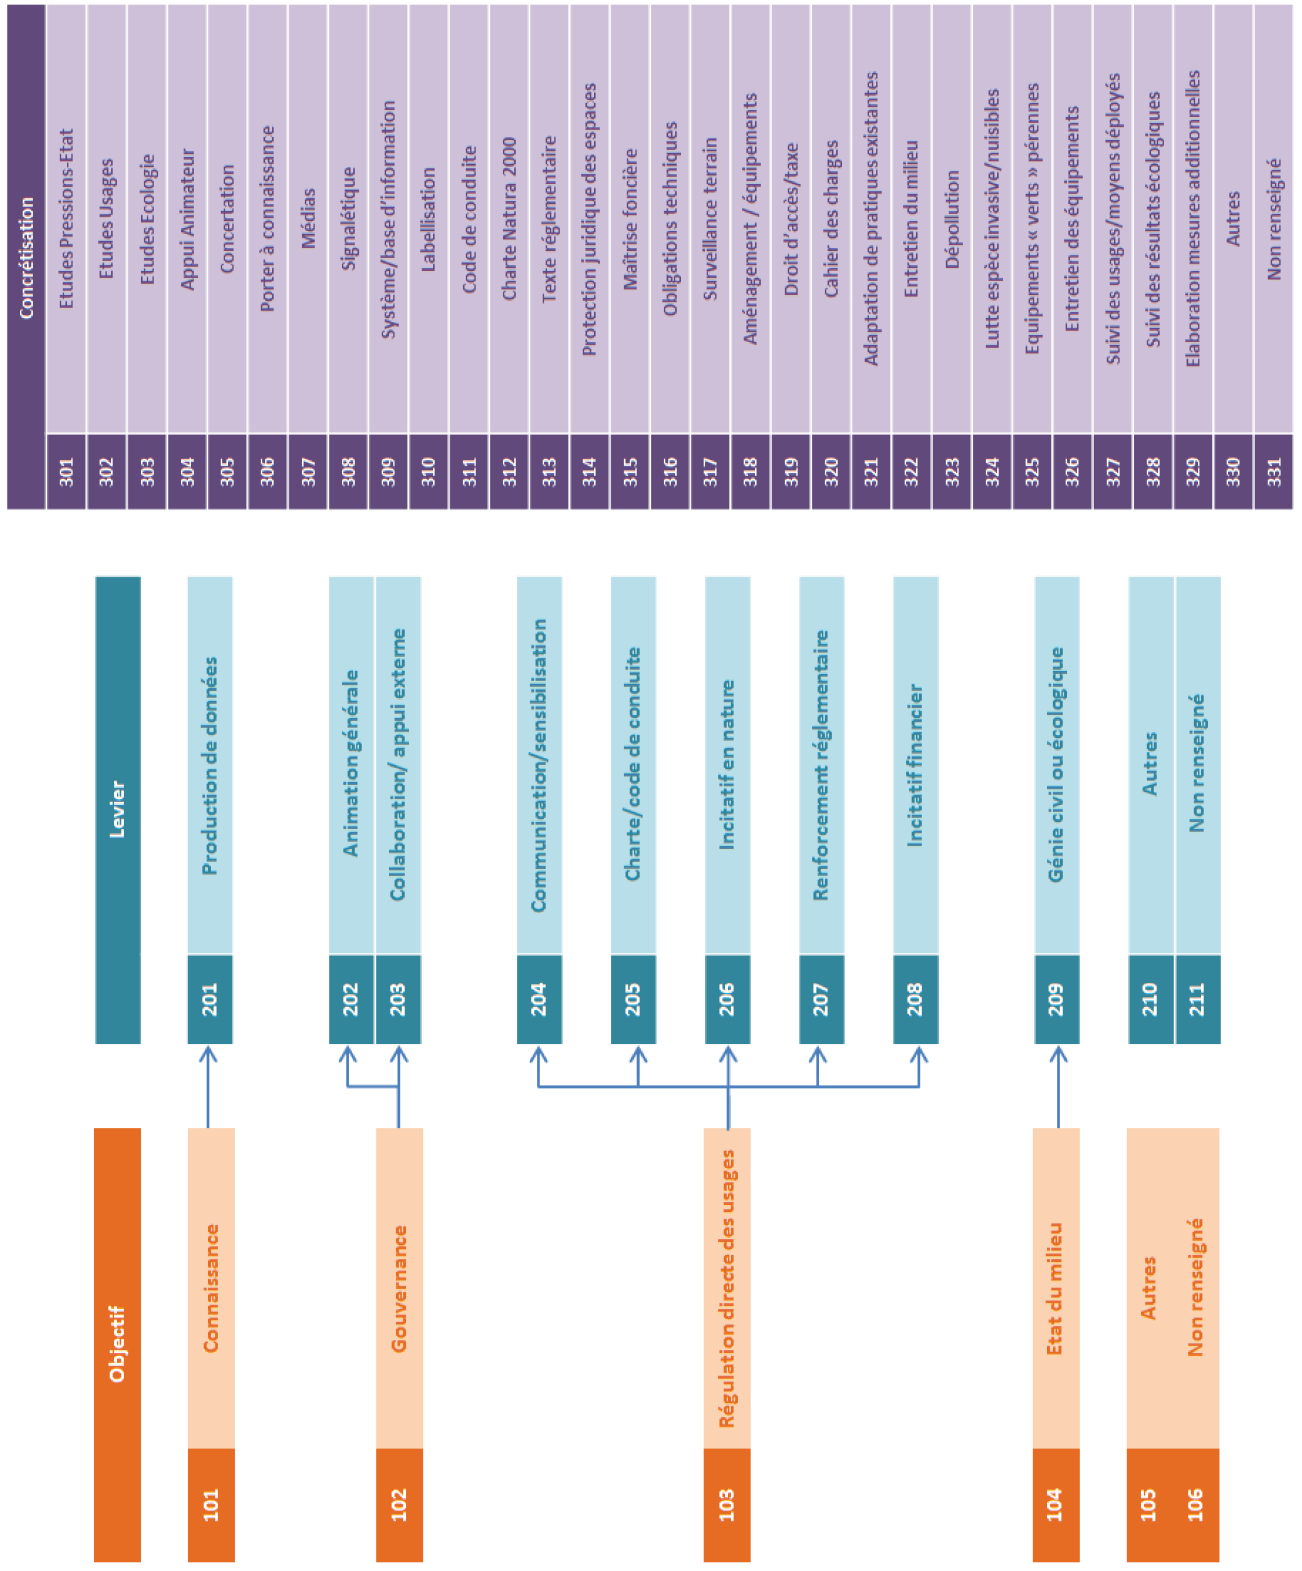 Objectif
101 Connaissance
102 Gouvernance
103 Régulation directe des usages
104 Etat du milieu
105 Autres
106 Non renseigné
Levier
201 Production de données
202 Animation générale
203 Collaboration/ appui externe
204 Communication/sensibilisation
205 Charte/code de conduite
206 Incitatif en nature
207 Renforcement réglementaire
208 Incitatif financier
209 Génie civil ou écologique
210 Autres
211 Non renseigné
Concrétisation
301 Etudes Pressions-Etat
302 Etudes Usages
303 Etudes Ecologie
304 Appui Animateur
305 Concertation
306 Porter à connaissance
307 Médias
308 Signalétique
309 Système/base d'information
310 Labellisation
311 Code de conduite
312 Charte Natura 2000
313 Texte réglementaire
314 Protection juridique des espaces
315 Maîtrise foncière
316 Obligations techniques
317 Surveillance terrain
318 Aménagement / équipements
319 Droit d'accès/taxe
320 Cahier des charges
321 Adaptation de pratiques existantes
322 Entretien du milieu
323 Dépollution
324 Lutte espèce invasive/nuisibles
325 Equipements « verts » pérennes
326 Entretien des équipements
327 Suivi des usages/moyens déployés
328 Suivi des résultats écologiques
329 Elaboration mesures additionnelles
330 Autres
331 Non renseigné